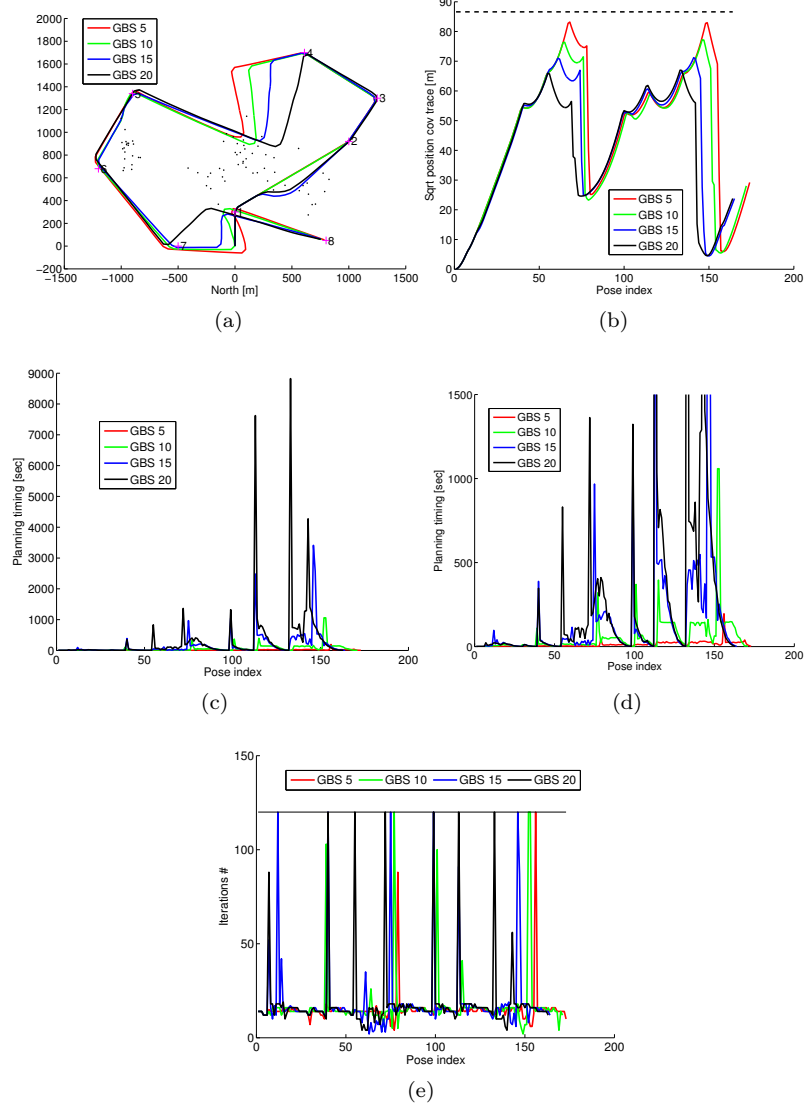 GBS 5
GBS 10
GBS 15
GBS 20
2000
1800
1600
1400
1200
1000
800
600
400
200
0
−200
−1500
−1000
−500
0
500
1000
1500
North [m]
1
2
3
4
5
6
7
8
(a)
Sqrt position cov trace [m]
90
80
70
60
50
40
30
20
10
0
0
50
100
150
200
Pose index
GBS 5
GBS 10
GBS 15
GBS 20
(b)
Planning timing [sec]
9000
8000
7000
6000
5000
4000
3000
2000
1000
0
0
50
100
150
200
Pose index
GBS 5
GBS 10
GBS 15
GBS 20
(c)
Planning timing [sec]
1500
1000
500
0
0
50
100
150
200
Pose index
GBS 5
GBS 10
GBS 15
GBS 20
(d)
Iterations #
150
100
50
0
0
50
100
150
200
Pose index
GBS 5 GBS 10 GBS 15 GBS 20
(e)